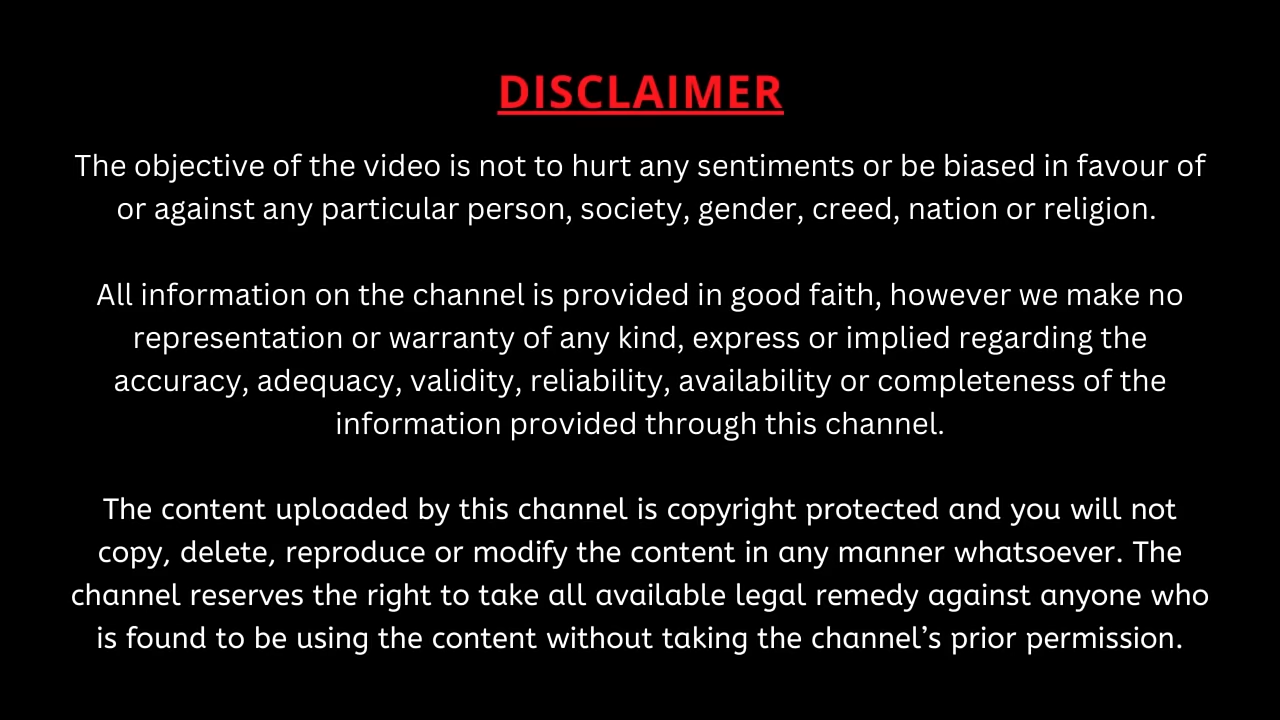 DISCLAIMER
The objective of the video is not to hurt any sentiments or be biased in favour of
or against any particular person, society, gender, creed, nation or religion.
All information on the channel is provided in good faith, however we make no
representation or warranty of any kind, express or implied regarding the
accuracy, adequacy, validity, reliability, availability or completeness of the
information provided through this channel.
The content uploaded by this channel is copyright protected and you will not
copy, delete, reproduce or modify the content in any manner whatsoever. The
channel reserves the right to take all available legal remedy against anyone who
is found to be using the content without taking the channel’s prior permission.